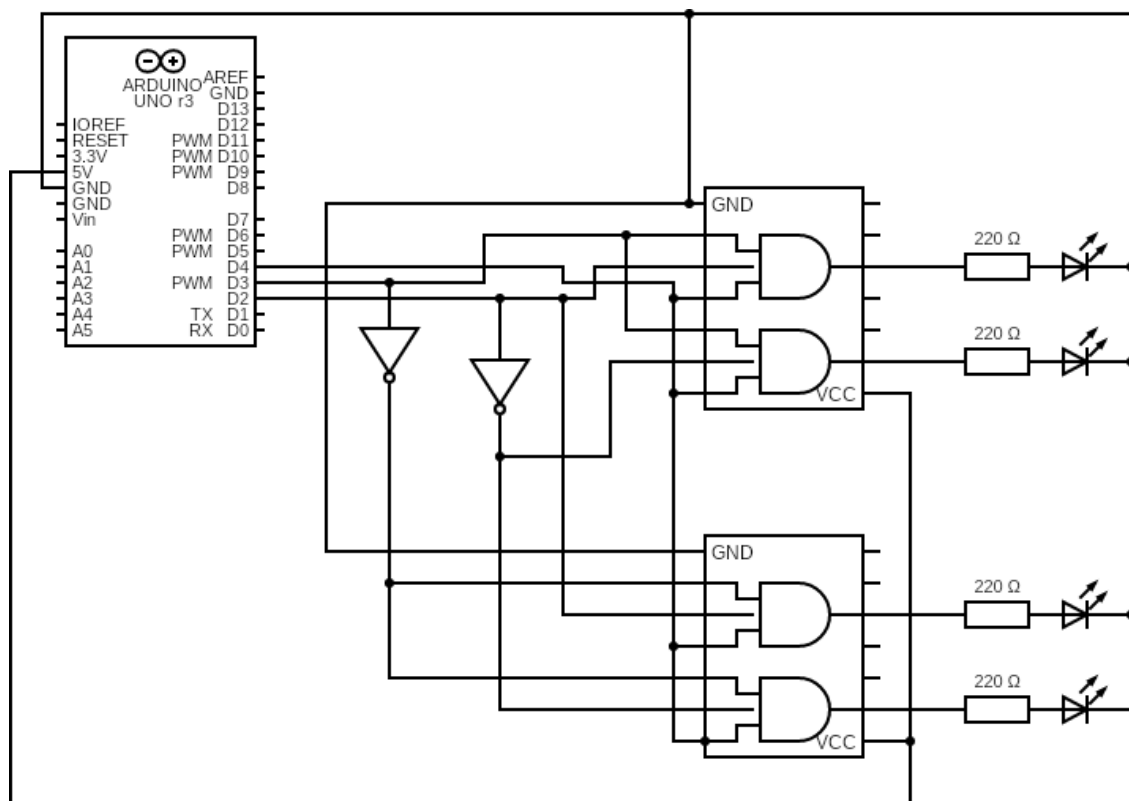 ARDUINO
UNO r3
AREF
GND
D13
D12
IOREF
PWM D11
RESET
PWM D10
3.3V
PWM D9
5V
D8
GND
GND
D7
Vin
PWM D6
PWM D5
A0
D4
A1
PWM D3
A2
D2
A3
TX D1
A4
RX D0
A5
GND
220 Ω
220 Ω
VCC
GND
220 Ω
220 Ω
VCC